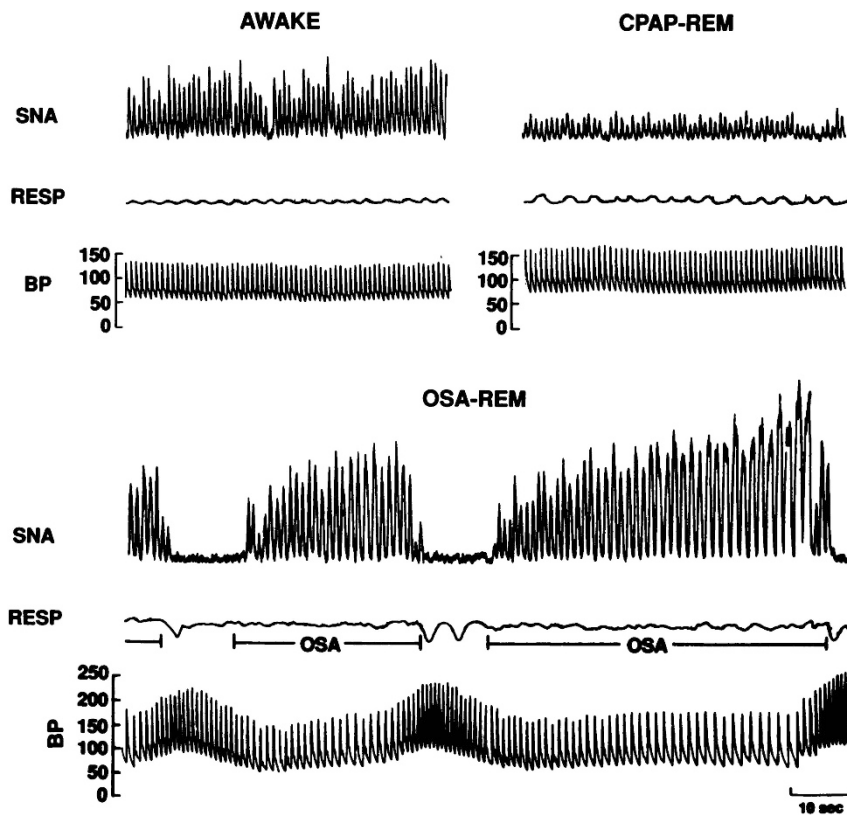 AWAKE
CPAP-REM
SNA
RESP
BP
150
100
50
0
150
100
50
0
OSA-REM
SNA
RESP
OSA
OSA
BP
250
200
150
100
50
0
10 sec